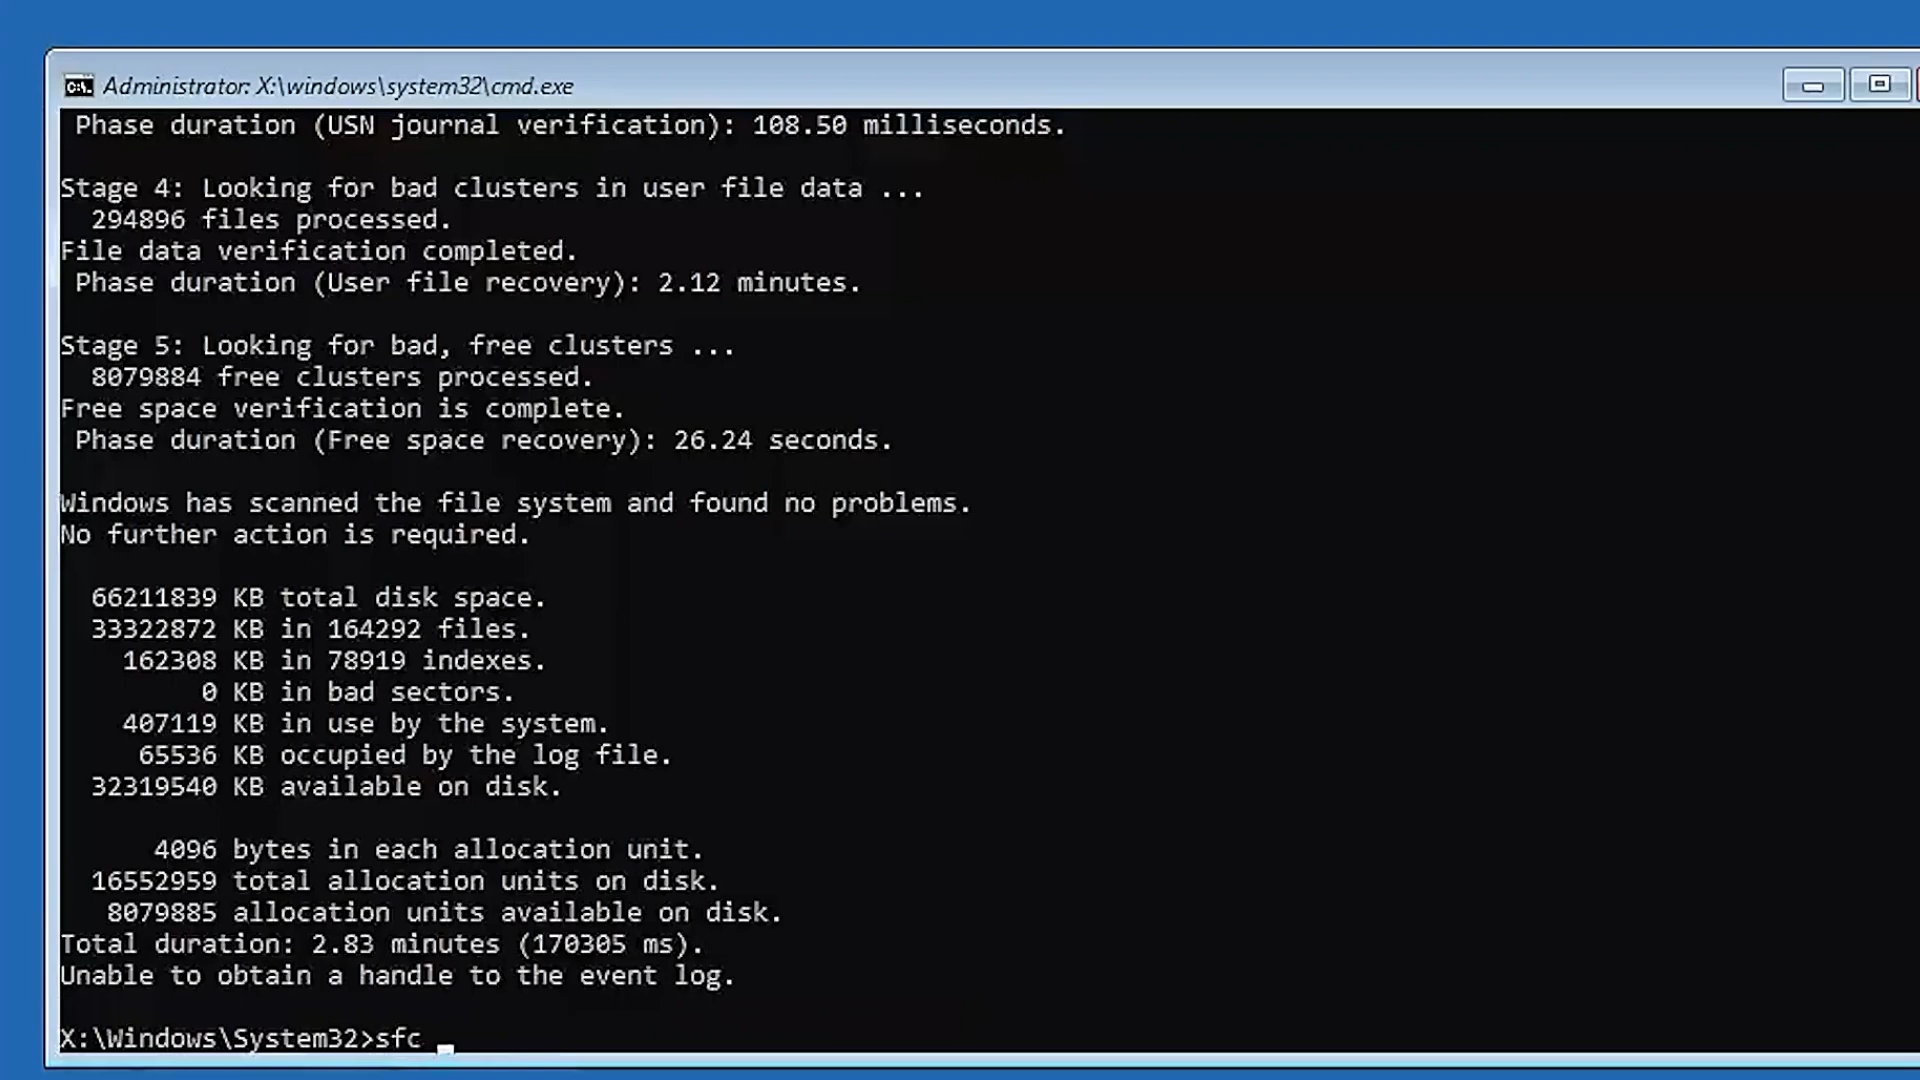 Administrator: X:\windows\system32\cmd.exe
Phase duration (USN journal verification): 108.50 milliseconds.
Stage 4: Looking for bad clusters in user file data ...
294896 files processed.
File data verification completed.
Phase duration (User file recovery): 2.12 minutes.
Stage 5: Looking for bad, free clusters ...
8079884 free clusters processed.
Free space verification is complete.
Phase duration (Free space recovery): 26.24 seconds.
Windows has scanned the file system and found no problems.
No further action is required.
66211839 KB total disk space.
33322872 KB in 164292 files.
162308 KB in 78919 indexes.
0 KB in bad sectors.
407119 KB in use by the system.
65536 KB occupied by the log file.
32319540 KB available on disk.
4096 bytes in each allocation unit.
16552959 total allocation units on disk.
8079885 allocation units available on disk.
Total duration: 2.83 minutes (170305 ms).
Unable to obtain a handle to the event log.
X:\Windows\System32>sfc